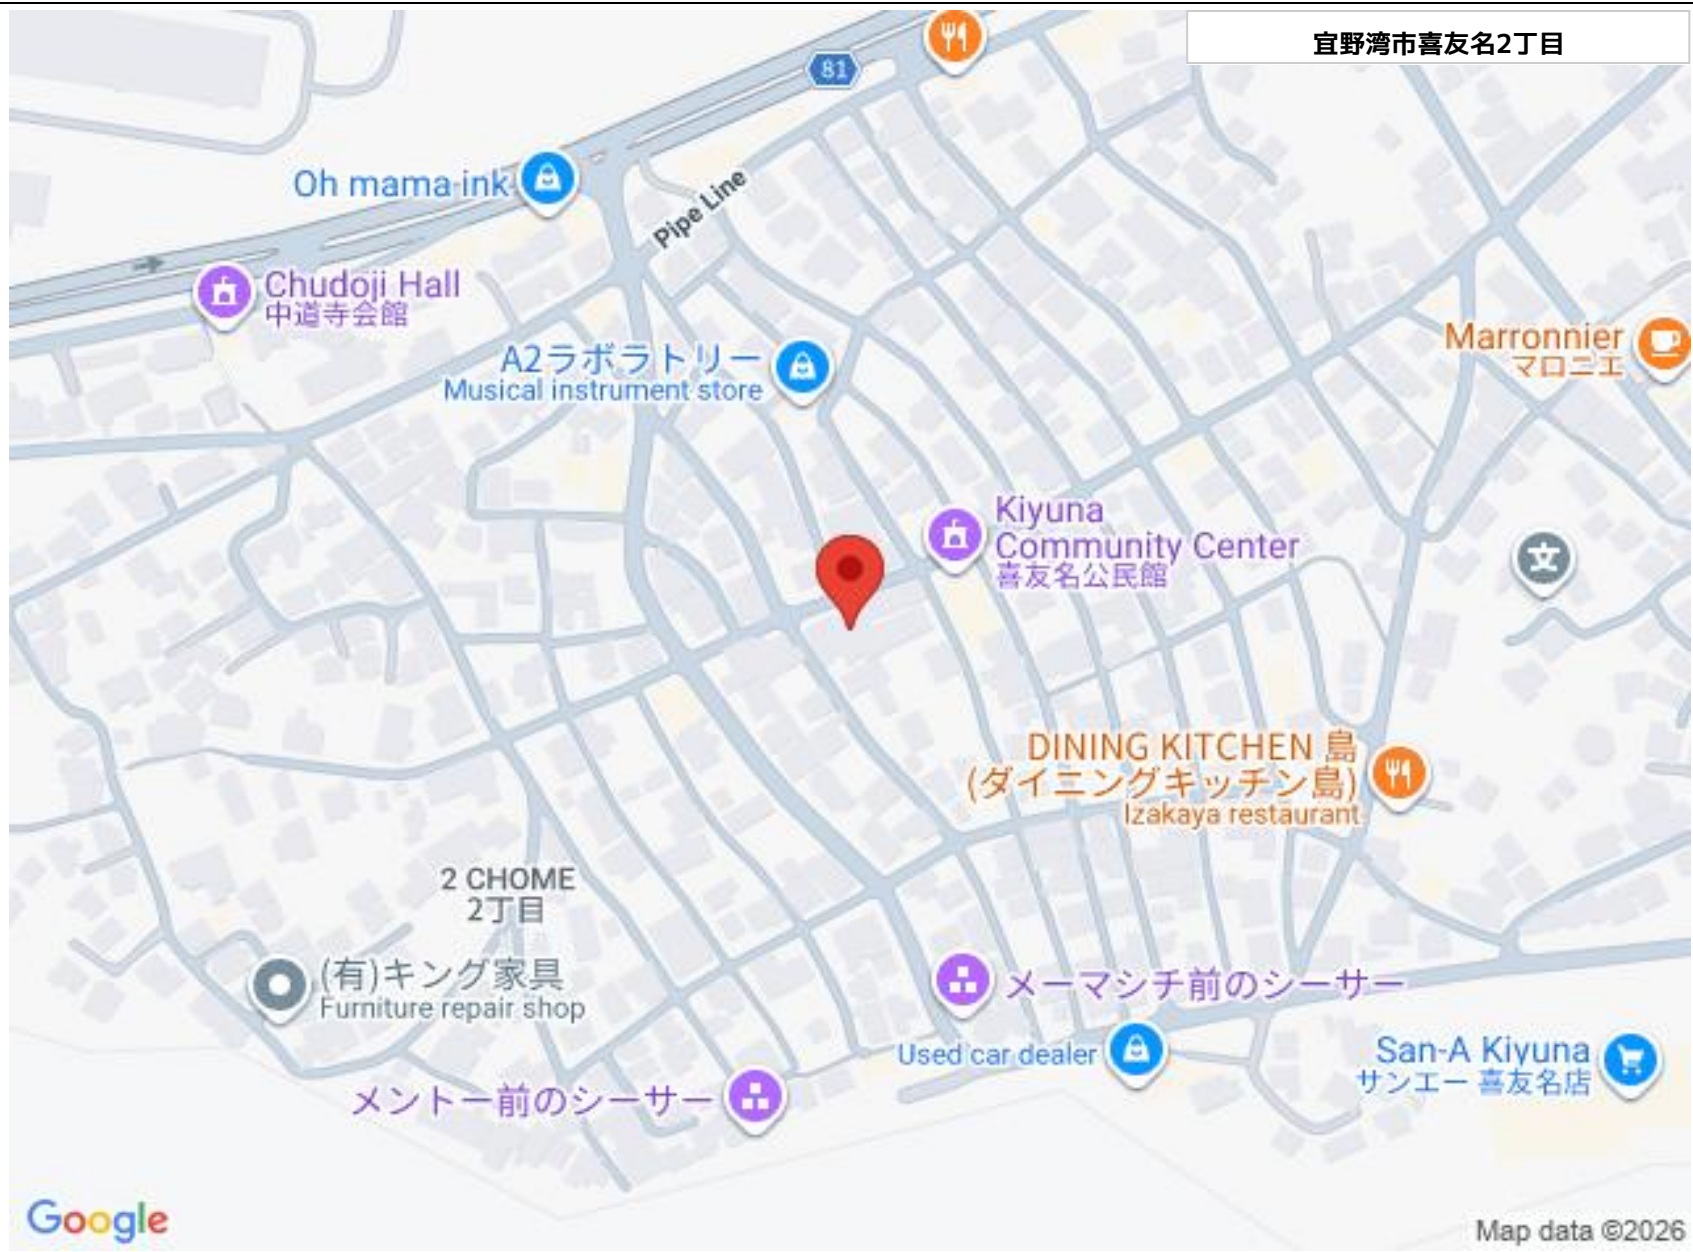 宜野湾市喜友名2丁目
81
Oh mama ink
Pipe Line
Chudoji Hall
中道寺会館
A2ラボラトリー
Musical instrument store
Marronnier
マロニエ
Kiyuna
Community Center
喜友名公民館
文
DINING KITCHEN 島
(ダイニングキッチン島)
Izakaya restaurant
2 CHOME
2丁目
(有)キング家具
Furniture repair shop
メーマシチ前のシーサー
Used car dealer
San-A Kiyuna
サンエー 喜友名店
メントー前のシーサー
Google
Map data ©2026